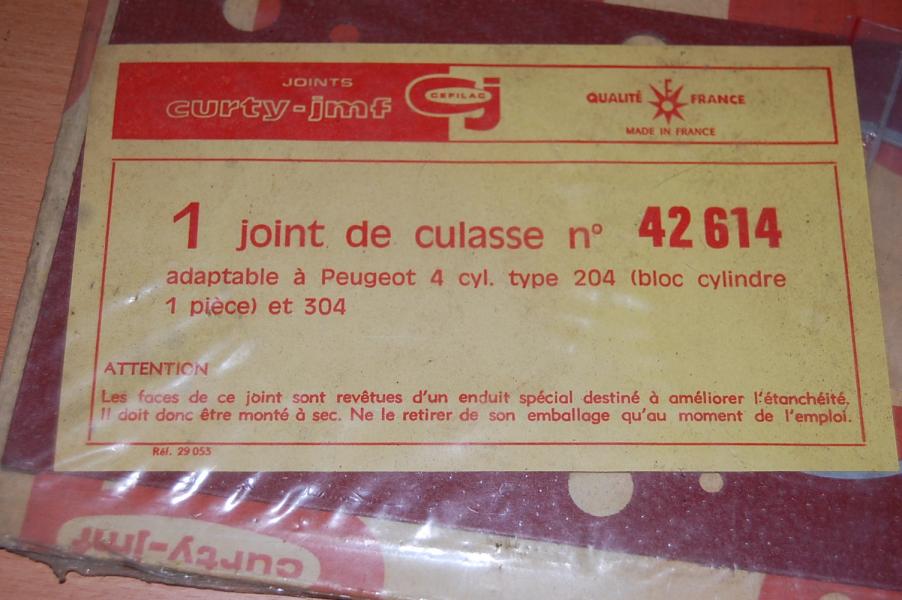 JOINTS
curty-jmf
CEFILAC
QUALITÉ F FRANCE
MADE IN FRANCE
1 joint de culasse n° 42 614
adaptable à Peugeot 4 cyl. type 204 (bloc cylindre
1 pièce) et 304
ATTENTION
Les faces de ce joint sont revêtues d'un enduit spécial destiné à améliorer l'étanchéité.
Il doit donc être monté à sec. Ne le retirer de son emballage qu'au moment de l'emploi.
Réf. 29 053
curty-jmf